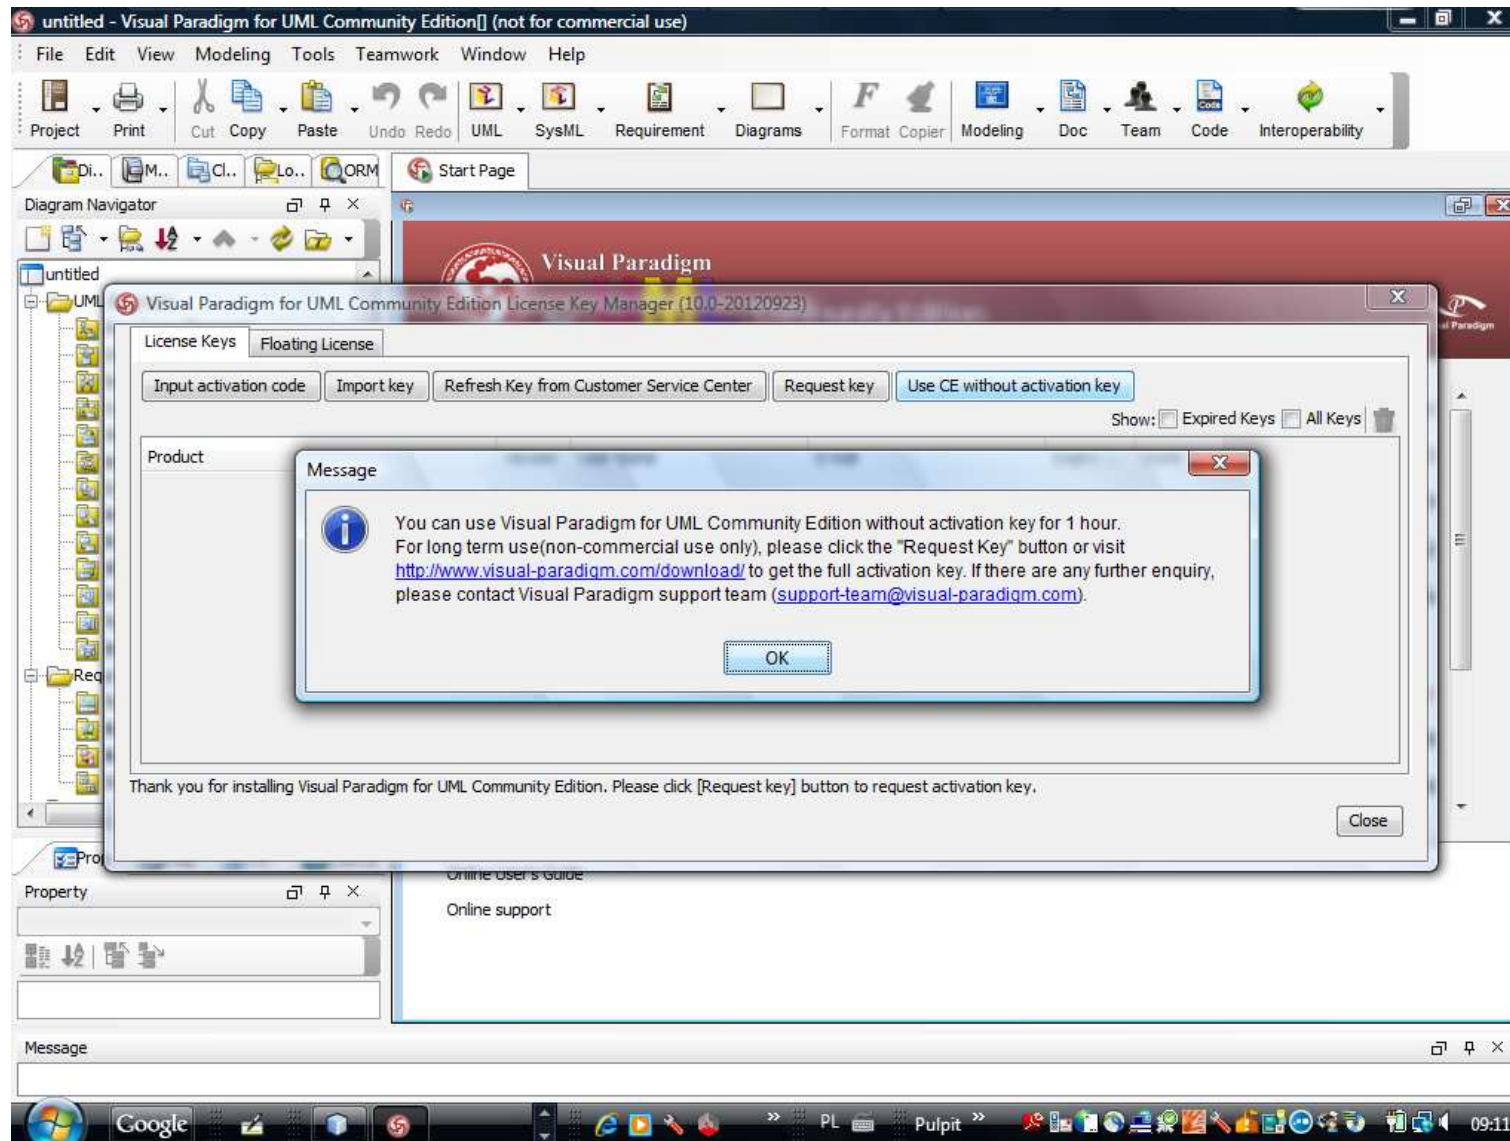 untitled - Visual Paradigm for UML Community Edition[] (not for commercial use)
File Edit View Modeling Tools Teamwork Window Help
Project Print Cut Copy Paste Undo Redo UML SysML Requirement Diagrams Format Copier Modeling Doc Team Code Interoperability
Di.. M.. Cl.. Lo.. ORM Start Page
Diagram Navigator
Visual Paradigm
untitled
UML
Visual Paradigm for UML Community Edition License Key Manager (10.0-20120923)
License Keys Floating License
Input activation code Import key Refresh Key from Customer Service Center Request key Use CE without activation key
Show: Expired Keys All Keys
Product
Message
You can use Visual Paradigm for UML Community Edition without activation key for 1 hour.
For long term use(non-commercial use only), please click the "Request Key" button or visit
http://www.visual-paradigm.com/download/ to get the full activation key. If there are any further enquiry,
please contact Visual Paradigm support team (support-team@visual-paradigm.com).
OK
Req
Thank you for installing Visual Paradigm for UML Community Edition. Please click [Request key] button to request activation key.
Close
Prop
Online User's Guide
Property
Online support
Message
Google PL Pulpit 09:11